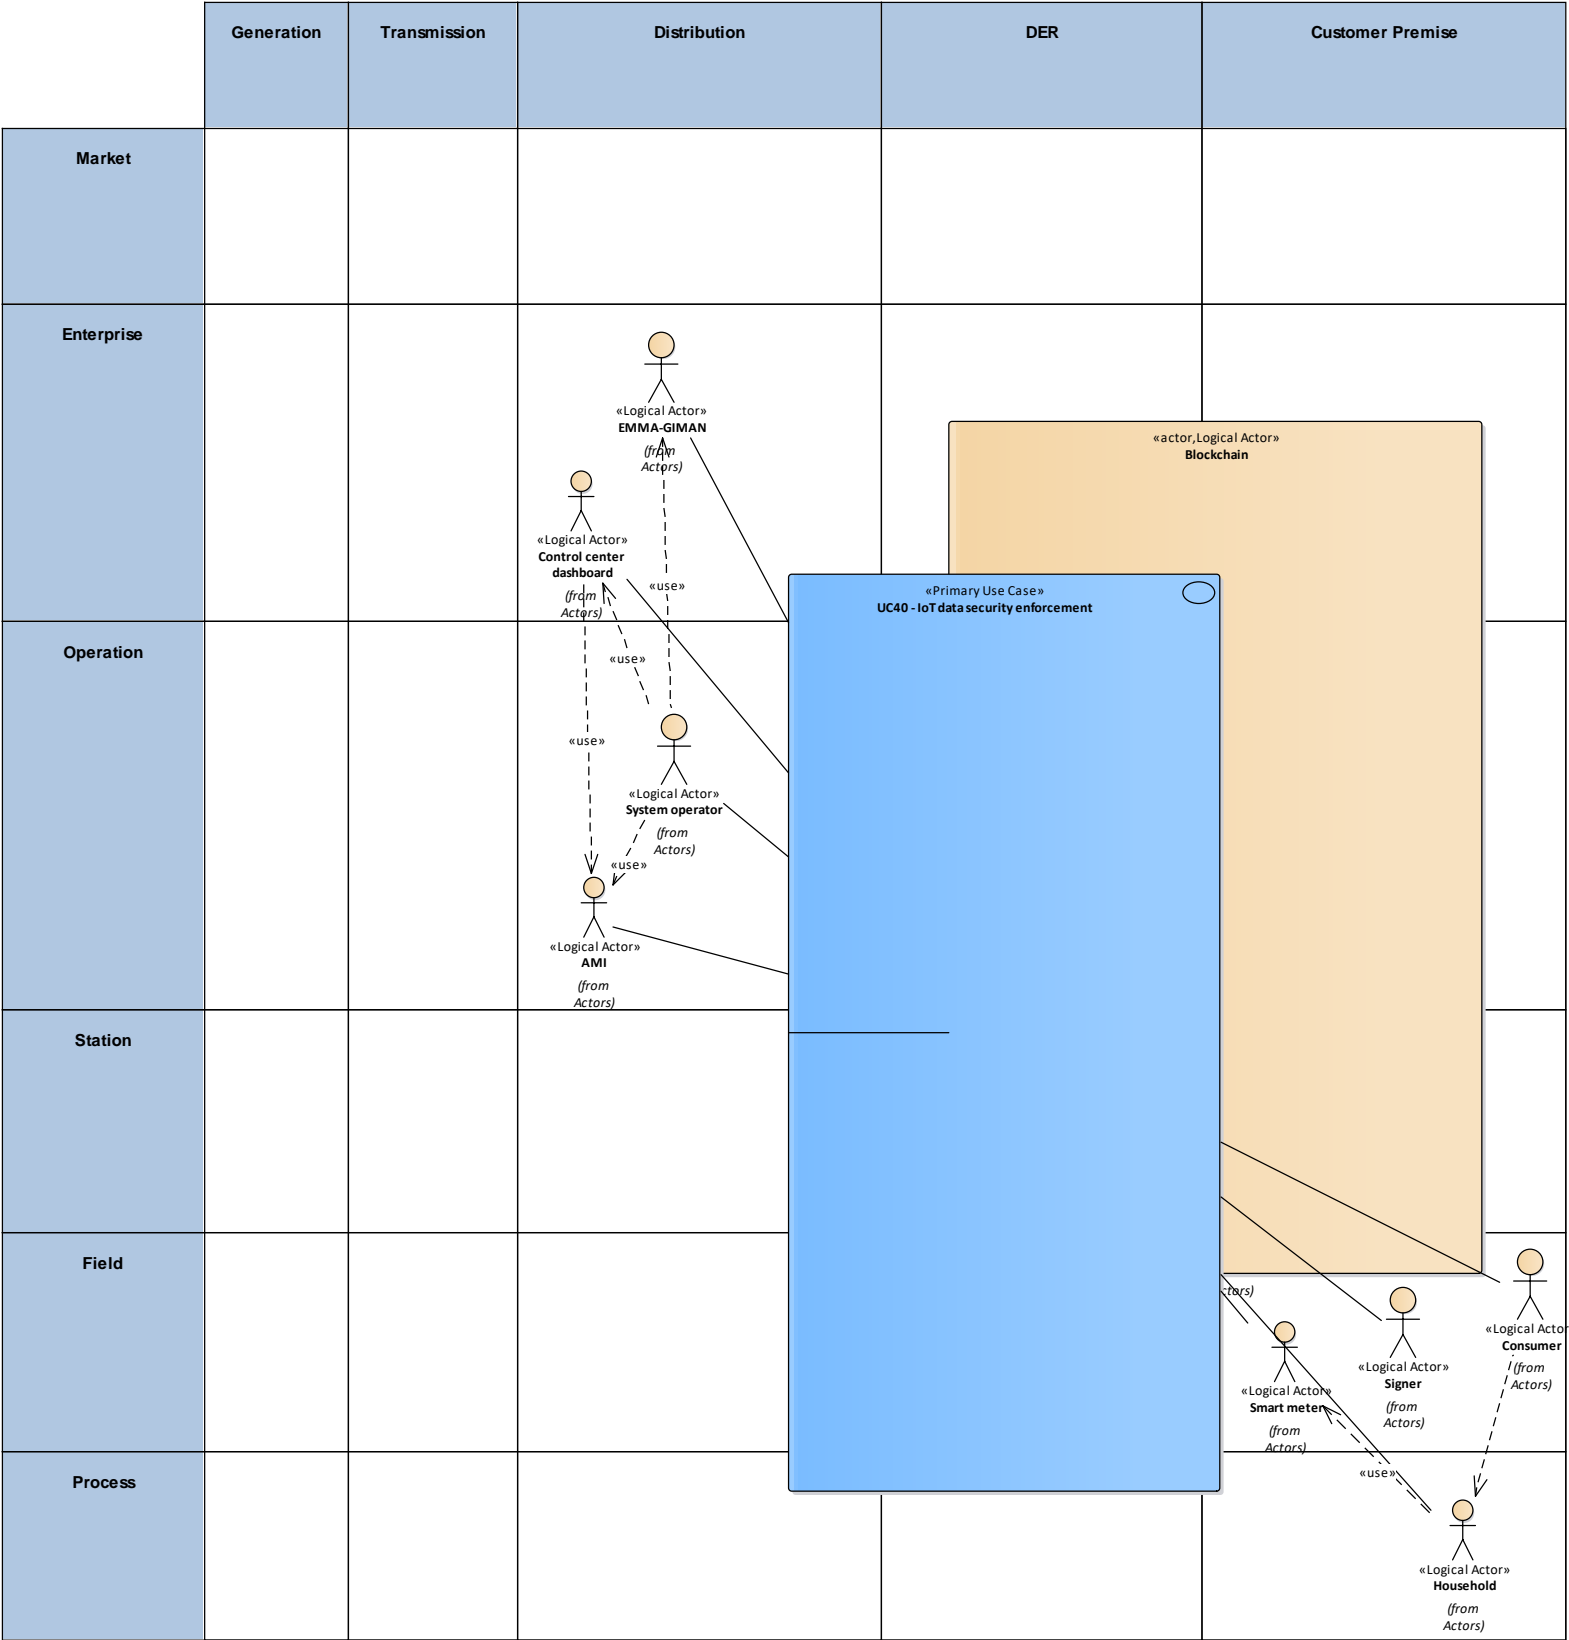 Generation
Transmission
Distribution
DER
Customer Premise
Market
Enterprise
«Logical Actor»
EMMA-GIMAN
(from
Actors)
«actor,Logical Actor»
Blockchain
«Logical Actor»
Control center
dashboard
(from
Actors)
«use»
«Primary Use Case»
UC40 - IoT data security enforcement
Operation
«use»
«use»
«Logical Actor»
System operator
(from
Actors)
«use»
«Logical Actor»
AMI
(from
Actors)
Station
Field
ctors)
«Logical Actor»
Smart meter
(from
Actors)
«Logical Actor»
Signer
(from
Actors)
«Logical Actor
Consumer
(from
Actors)
Process
«use»
«Logical Actor»
Household
(from
Actors)